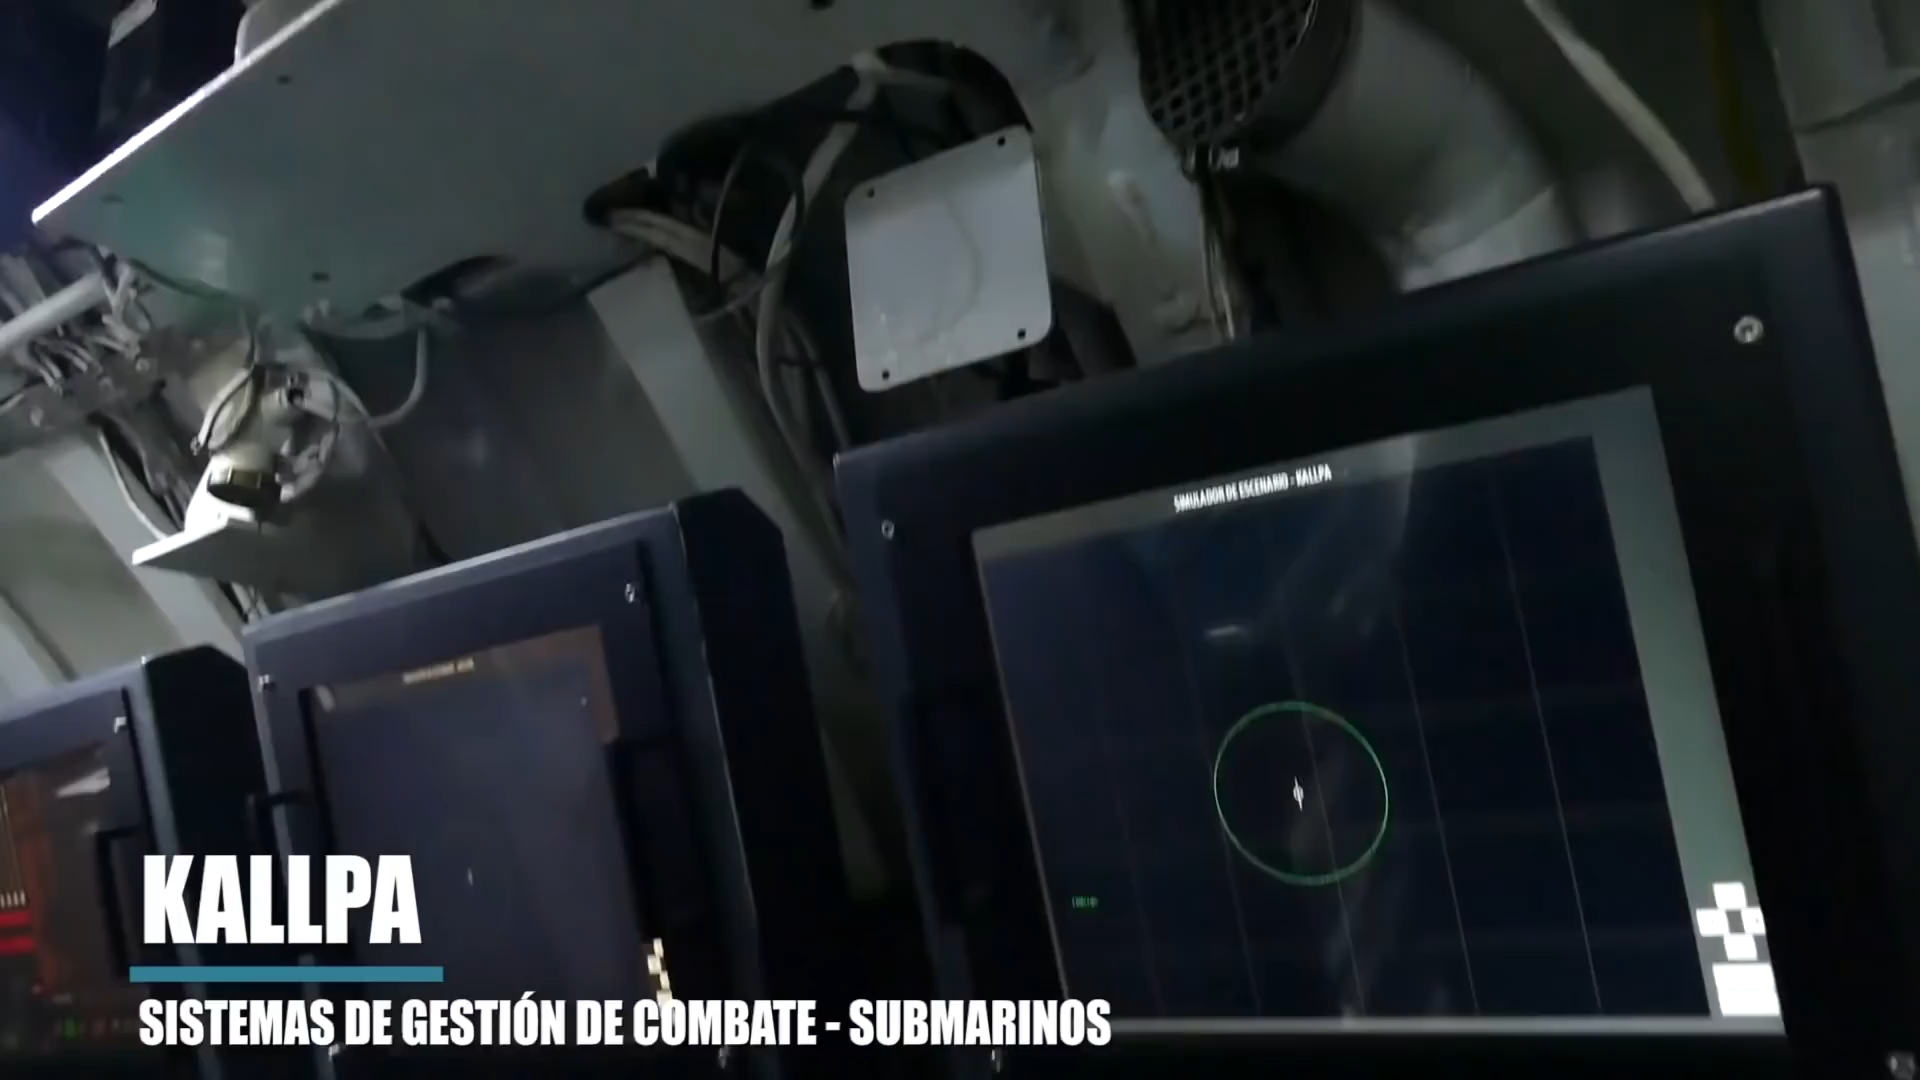 SIMULADOR DE ESCENARIO - KALLPA
KALLPA
SISTEMAS DE GESTIÓN DE COMBATE - SUBMARINOS